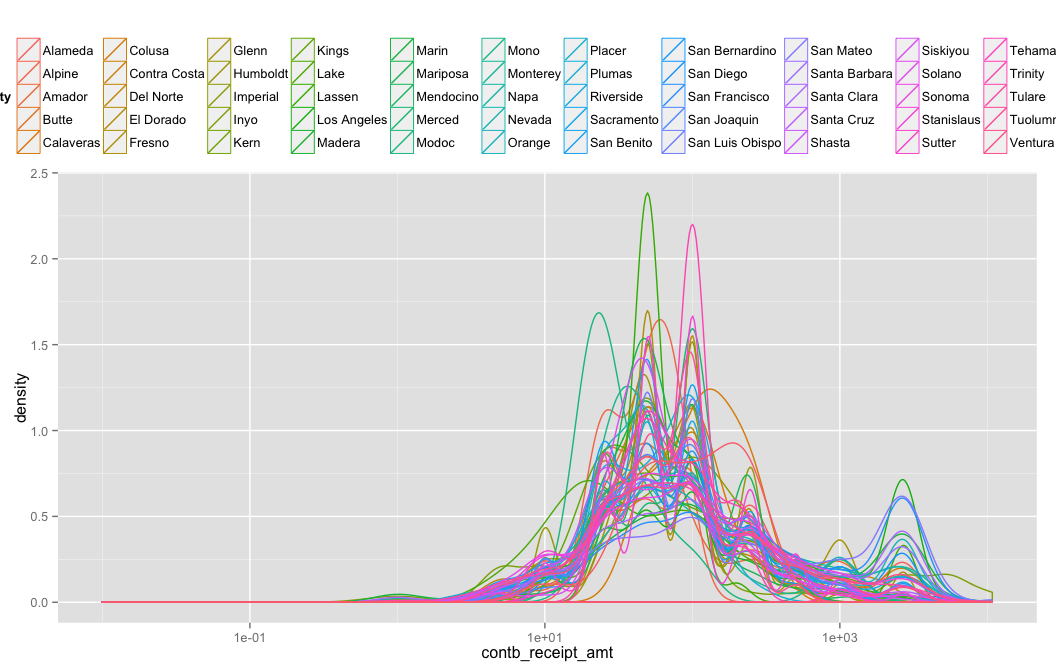 Alameda Colusa Glenn Kings Marin Mono Placer San Bernardino San Mateo Siskiyou Tehama
Alpine Contra Costa Humboldt Lake Mariposa Monterey Plumas San Diego Santa Barbara Solano Trinity
ty Amador Del Norte Imperial Lassen Mendocino Napa Riverside San Francisco Santa Clara Sonoma Tulare
Butte El Dorado Inyo Los Angeles Merced Nevada Sacramento San Joaquin Santa Cruz Stanislaus Tuolum
Calaveras Fresno Kern Madera Modoc Orange San Benito San Luis Obispo Shasta Sutter Ventura
2.5
2.0
1.5
1.0
0.5
0.0
density
1e-01 1e+01 1e+03
contb_receipt_amt